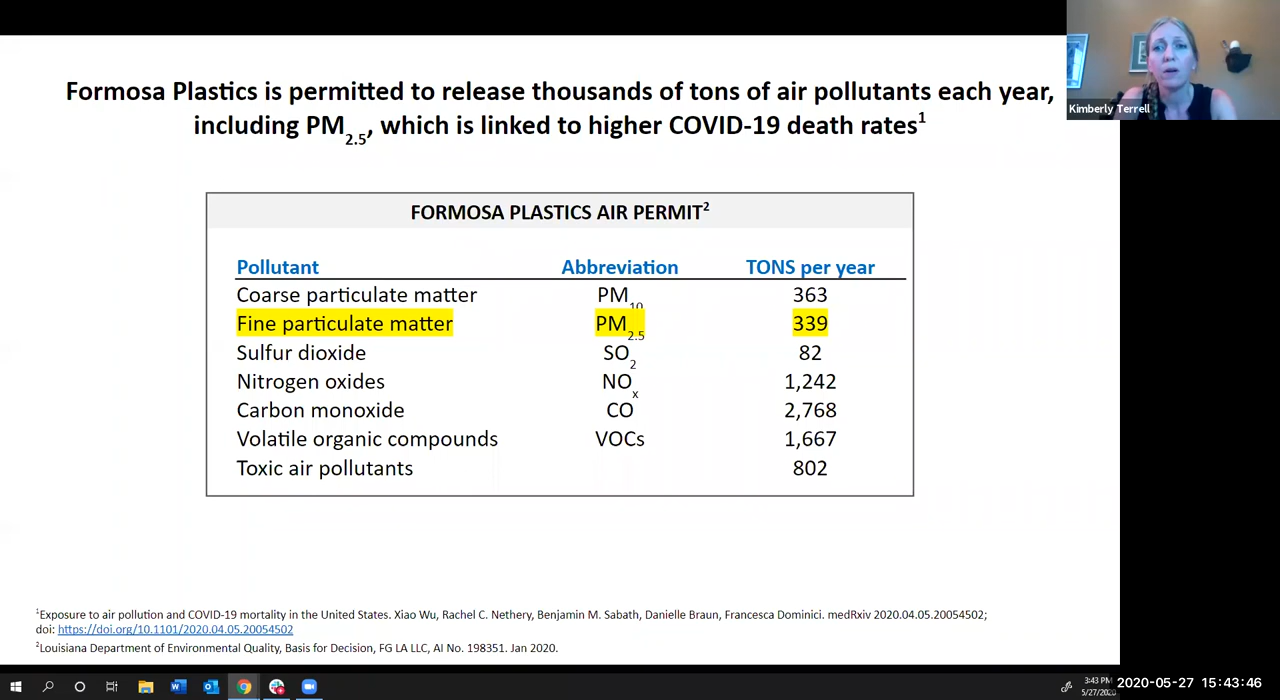 Formosa Plastics is permitted to release thousands of tons of air pollutants each year,
including PM2.5, which is linked to higher COVID-19 death rates1
Kimberly Terrell
FORMOSA PLASTICS AIR PERMIT2
Pollutant Abbreviation TONS per year
Coarse particulate matter PM10 363
Fine particulate matter PM2.5 339
Sulfur dioxide SO2 82
Nitrogen oxides NOx 1,242
Carbon monoxide CO 2,768
Volatile organic compounds VOCs 1,667
Toxic air pollutants 802
1Exposure to air pollution and COVID-19 mortality in the United States. Xiao Wu, Rachel C. Nethery, Benjamin M. Sabath, Danielle Braun, Francesca Dominici. medRxiv 2020.04.05.20054502;
doi: https://doi.org/10.1101/2020.04.05.20054502
2Louisiana Department of Environmental Quality, Basis for Decision, FG LA LLC, AI No. 198351. Jan 2020.
3:43 PM
5/27/2020
2020-05-27 15:43:46